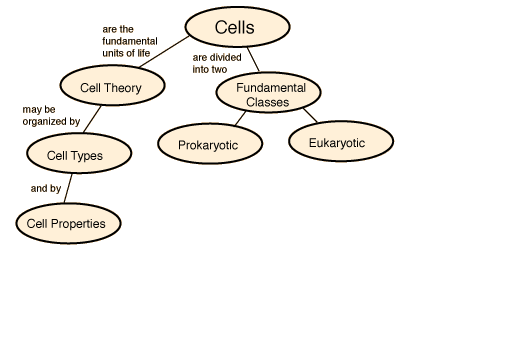 Cells
are the
fundamental
units of life
are divided
into two
Cell Theory
Fundamental
Classes
may be
organized by
Prokaryotic
Eukaryotic
Cell Types
and by
Cell Properties